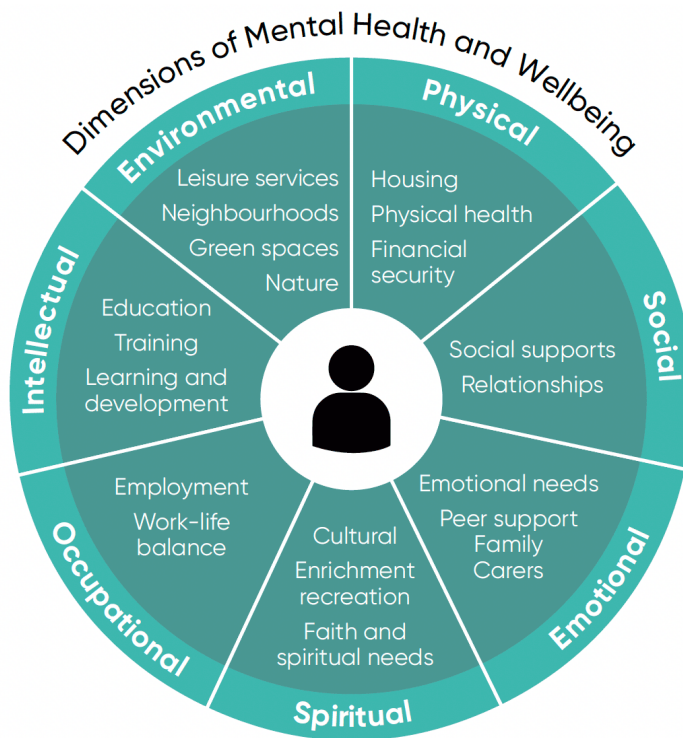 Dimensions of Mental Health and Wellbeing
Environmental
Leisure services
Neighbourhoods
Green spaces
Nature
Physical
Housing
Physical health
Financial
security
Social
Social supports
Relationships
Emotional
Emotional needs
Peer support
Family
Carers
Spiritual
Cultural
Enrichment
recreation
Faith and
spiritual needs
Occupational
Employment
Work-life
balance
Intellectual
Education
Training
Learning and
development